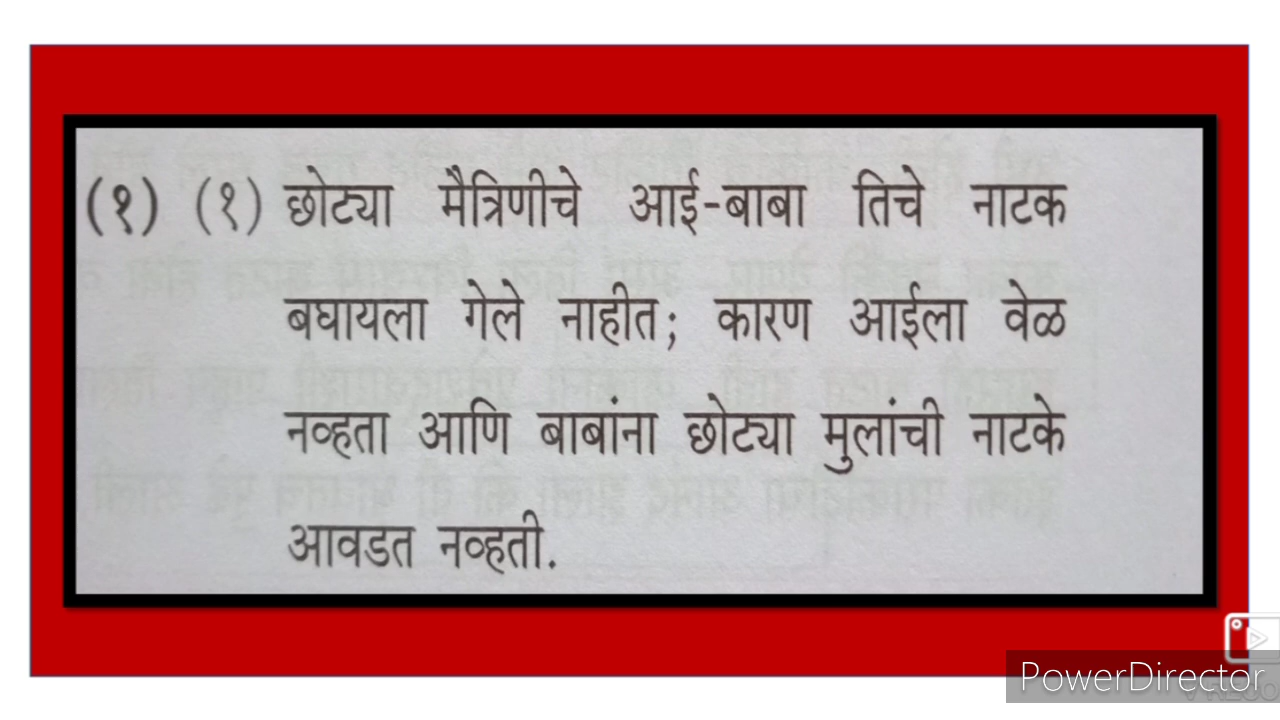 (१) (१) छोट्या मैत्रिणीचे आई-बाबा तिचे नाटक
बघायला गेले नाहीत; कारण आईला वेळ
नव्हता आणि बाबांना छोट्या मुलांची नाटके
आवडत नव्हती.
PowerDirector